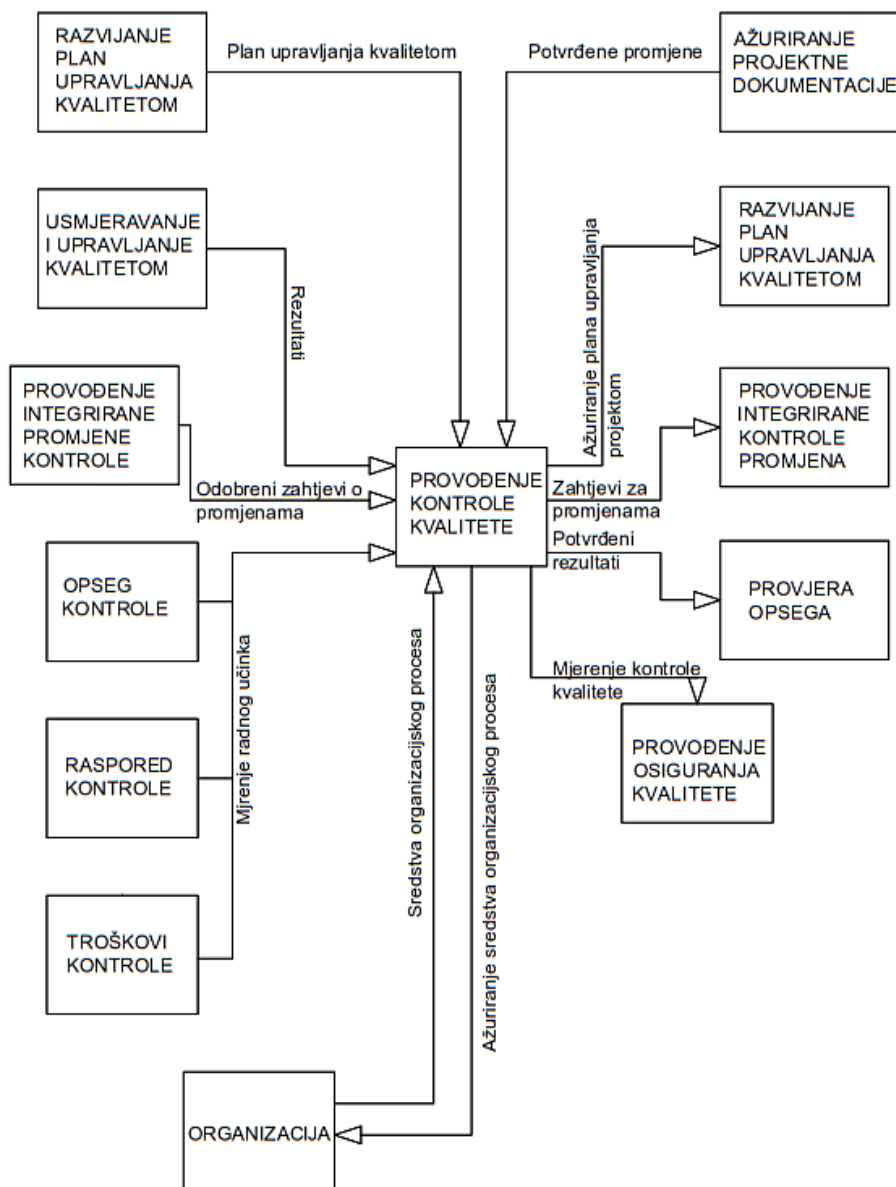 RAZVIJANJE
PLAN
UPRAVLJANJA
KVALITETOM
Plan upravljanja kvalitetom
Potvrđene promjene
AŽURIRANJE
PROJEKTNE
DOKUMENTACIJE
USMJERAVANJE
I UPRAVLJANJE
KVALITETOM
Rezultati
Ažuriranje plana upravljanja
projektom
RAZVIJANJE
PLAN
UPRAVLJANJA
KVALITETOM
PROVOĐENJE
INTEGRIRANE
PROMJENE
KONTROLE
Odobreni zahtjevi o
promjenama
PROVOĐENJE
KONTROLE
KVALITETE
Zahtjevi za
promjenama
PROVOĐENJE
INTEGRIRANE
KONTROLE
PROMJENA
Potvrđeni
rezultati
OPSEG
KONTROLE
PROVJERA
OPSEGA
Mjrenje radnog učinka
Sredstva organizacijskog procesa
Ažuriranje sredstva organizacijskog procesa
Mjerenje kontrole
kvalitete
RASPORED
KONTROLE
PROVOĐENJE
OSIGURANJA
KVALITETE
TROŠKOVI
KONTROLE
ORGANIZACIJA